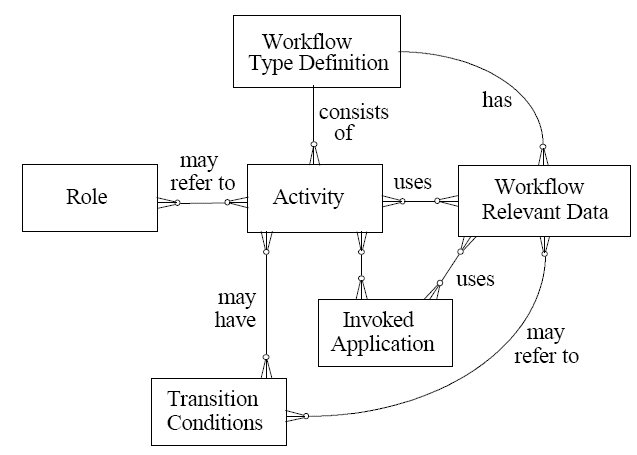 Workflow
Type Definition
consists
of
has
may
refer to
Role
Activity
uses
Workflow
Relevant Data
may
have
uses
Invoked
Application
may
refer to
Transition
Conditions